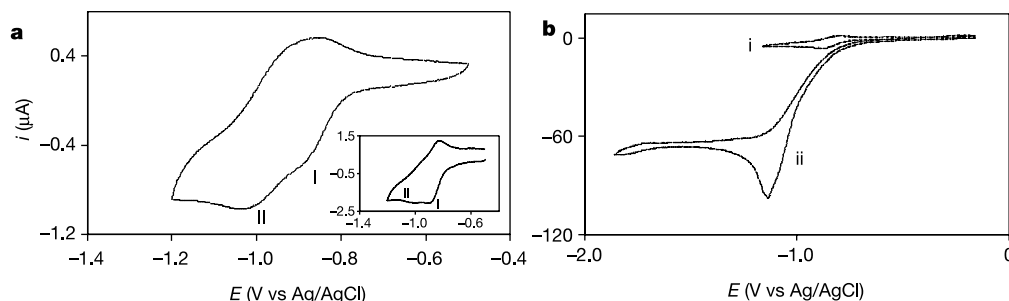 a
0.4
−0.4
−1.2
i (μA)
I
II
1.5
−0.5
−2.5
II
I
−1.4 −1.0 −0.6
−1.4 −1.2 −1.0 −0.8 −0.6 −0.4
E (V vs Ag/AgCl)
b
0
−60
−120
i
ii
−2.0 −1.0 0
E (V vs Ag/AgCl)